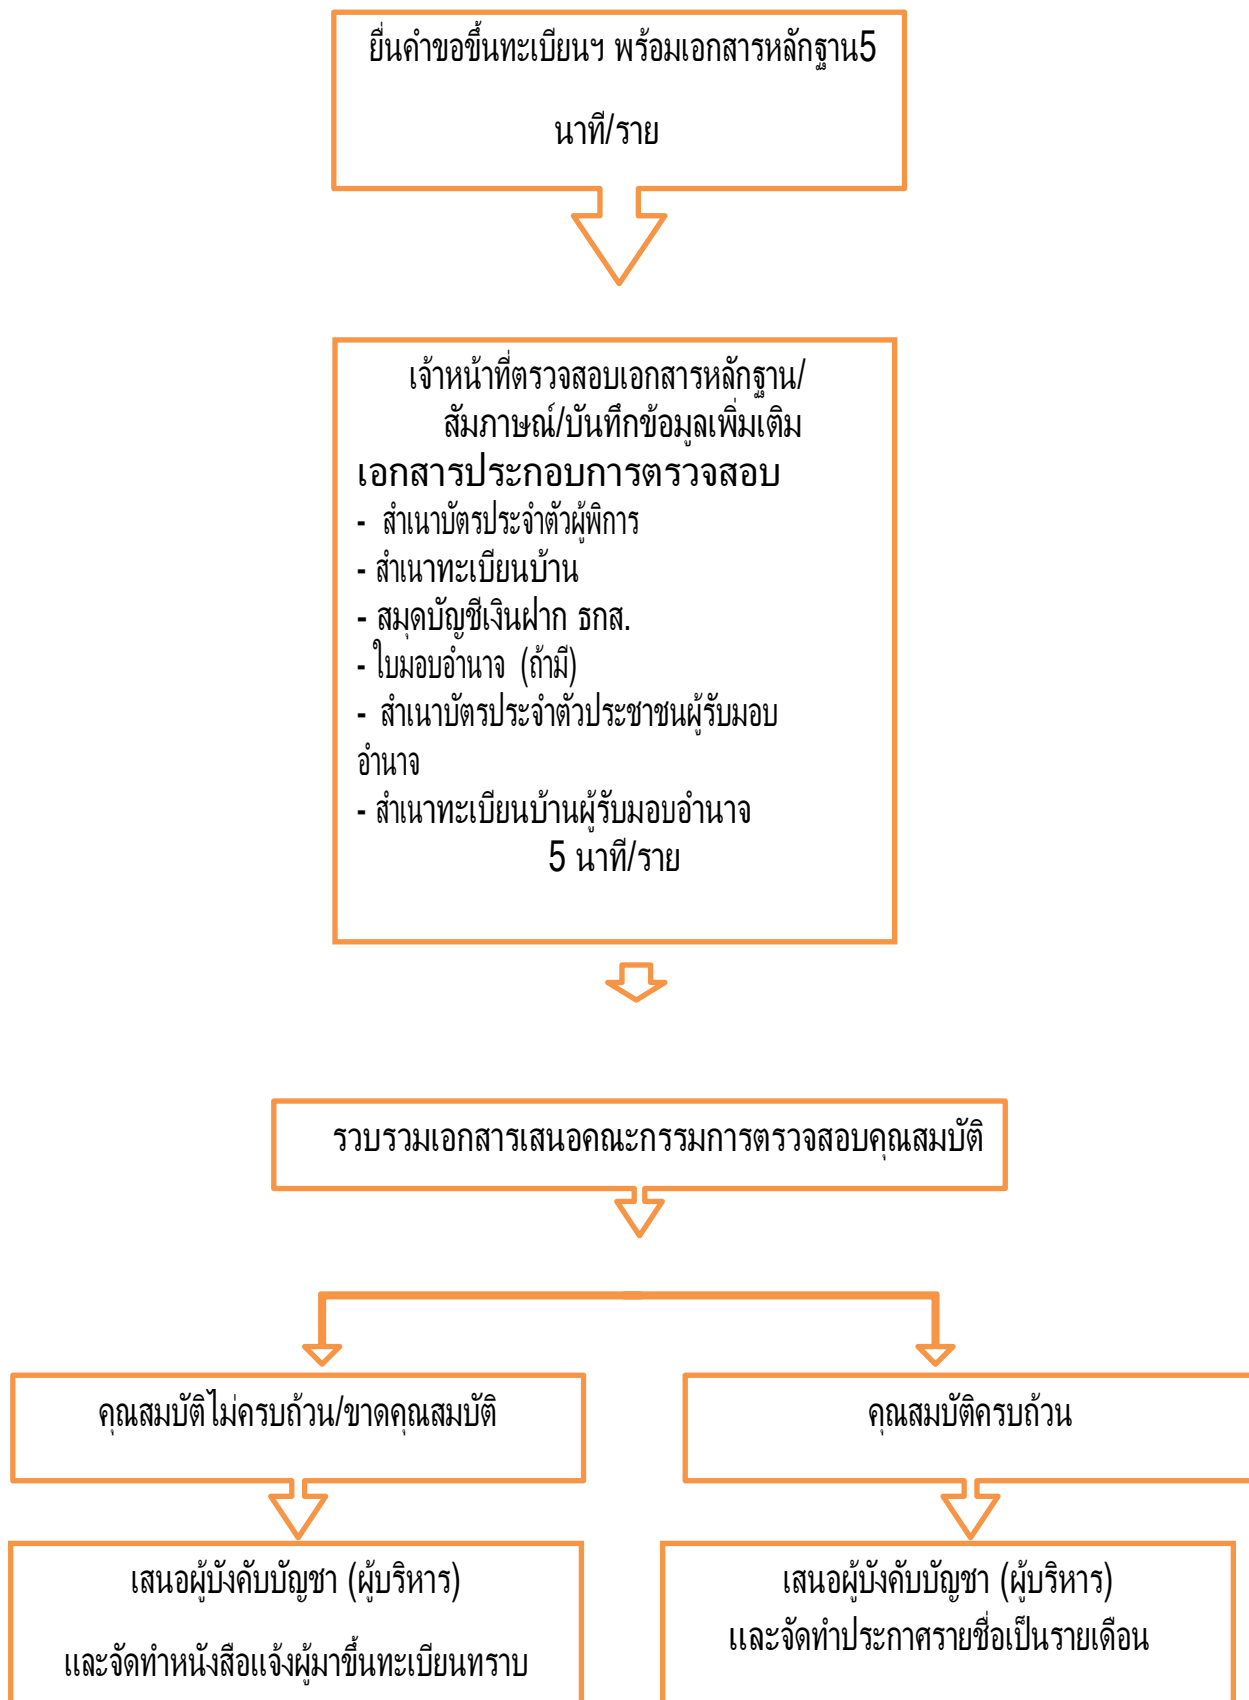 ยื่นคำขอขึ้นทะเบียนฯ พร้อมเอกสารหลักฐาน5
นาที/ราย
เจ้าหน้าที่ตรวจสอบเอกสารหลักฐาน/
สัมภาษณ์/บันทึกข้อมูลเพิ่มเติม
เอกสารประกอบการตรวจสอบ
- สำเนาบัตรประจำตัวผู้พิการ
- สำเนาทะเบียนบ้าน
- สมุดบัญชีเงินฝาก ธกส.
- ใบมอบอำนาจ (ถ้ามี)
- สำเนาบัตรประจำตัวประชาชนผู้รับมอบ
อำนาจ
- สำเนาทะเบียนบ้านผู้รับมอบอำนาจ
5 นาที/ราย
รวบรวมเอกสารเสนอคณะกรรมการตรวจสอบคุณสมบัติ
คุณสมบัติไม่ครบถ้วน/ขาดคุณสมบัติ
คุณสมบัติครบถ้วน
เสนอผู้บังคับบัญชา (ผู้บริหาร)
และจัดทำหนังสือแจ้งผู้มาขึ้นทะเบียนทราบ
เสนอผู้บังคับบัญชา (ผู้บริหาร)
และจัดทำประกาศรายชื่อเป็นรายเดือน